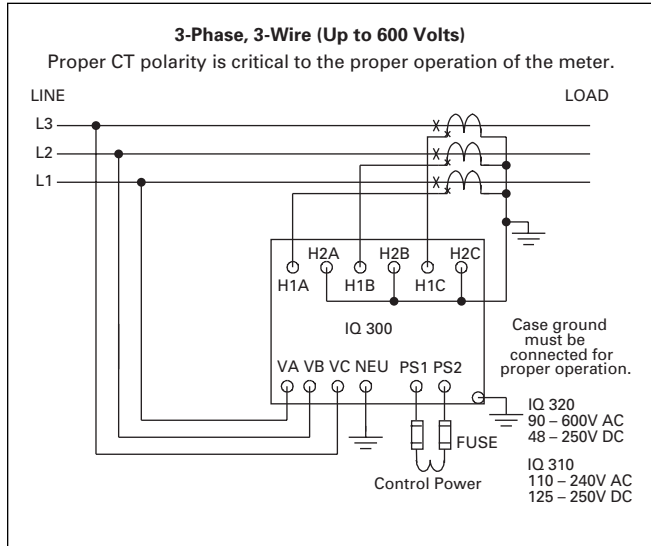 3-Phase, 3-Wire (Up to 600 Volts)
Proper CT polarity is critical to the proper operation of the meter.
LINE
LOAD
L3
L2
L1
H2A
H2B
H2C
H1A
H1B
H1C
IQ 300
VA VB VC NEU PS1 PS2
Case ground
must be
connected for
proper operation.
FUSE
Control Power
IQ 320
90 – 600V AC
48 – 250V DC
IQ 310
110 – 240V AC
125 – 250V DC